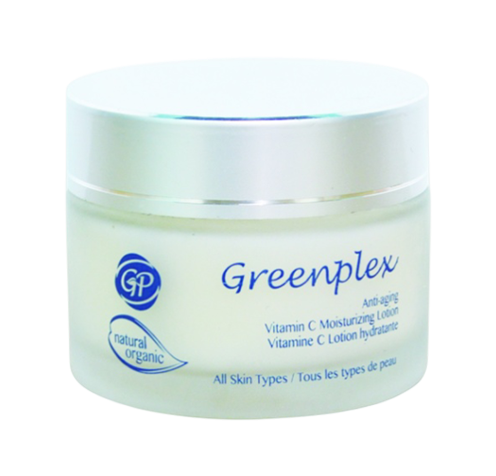 GP
natural
organic
Greenplex
Anti-aging
Vitamin C Moisturizing Lotion
Vitamine C Lotion hydratante
All Skin Types / Tous les types de peau